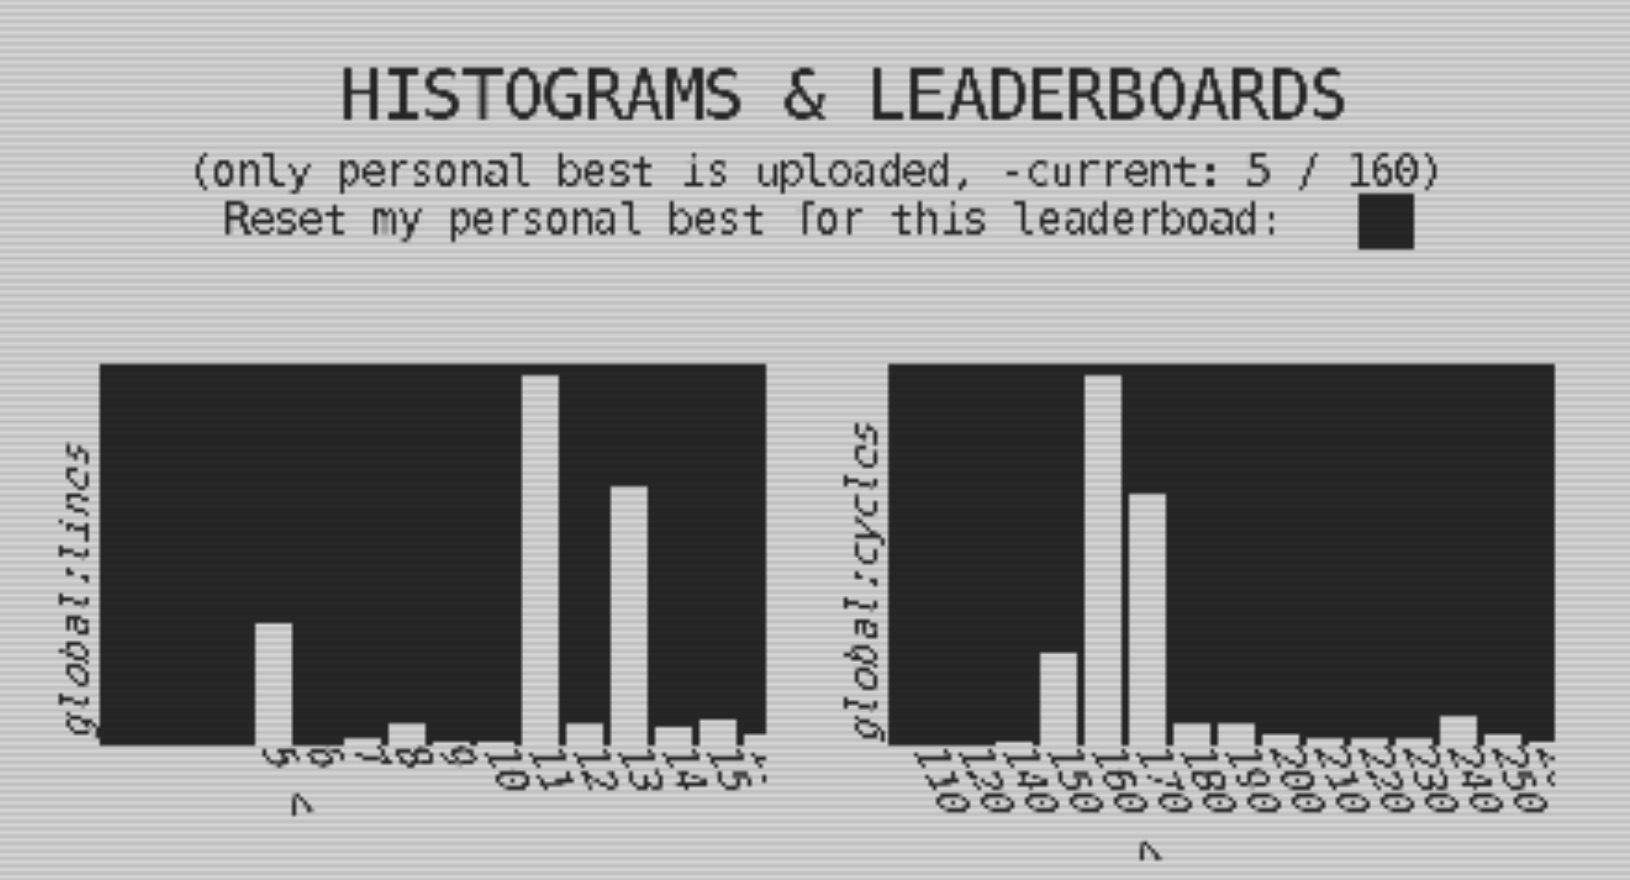 HISTOGRAMS & LEADERBOARDS
(only personal best is uploaded, -current: 5 / 160)
Reset my personal best for this leaderboad:
global:lines
5 6 7 8 9 10 11 12 13 14 15
^
global:cycles
110 120 140 150 160 170 180 190 200 210 220 230 240 250
^